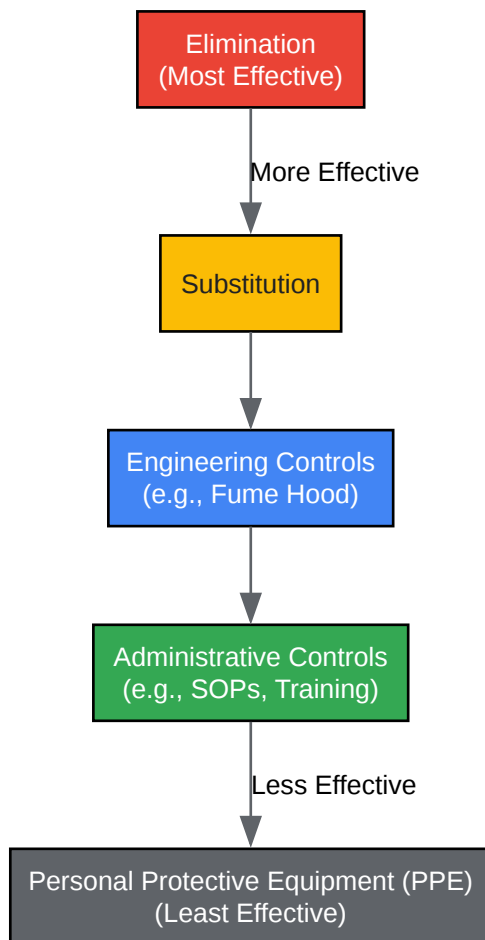 Elimination
(Most Effective)
More Effective
Substitution
Engineering Controls
(e.g., Fume Hood)
Administrative Controls
(e.g., SOPs, Training)
Less Effective
Personal Protective Equipment (PPE)
(Least Effective)